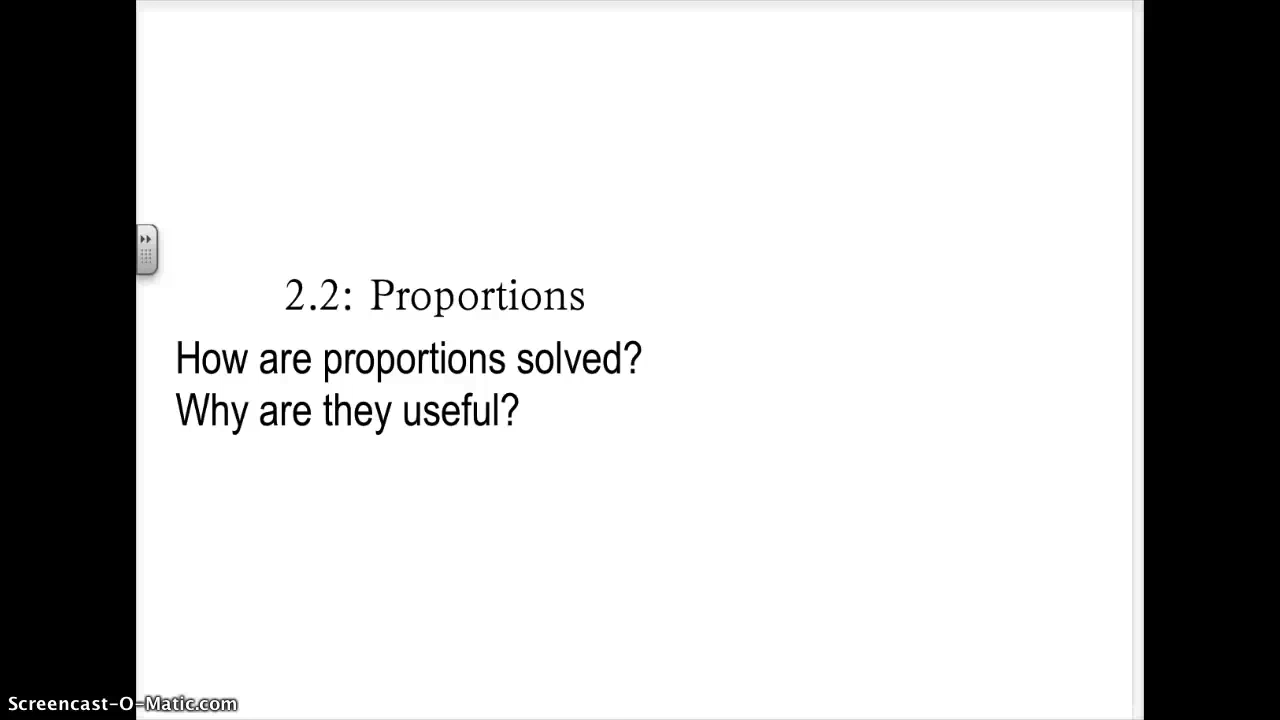 2.2: Proportions
How are proportions solved?
Why are they useful?
Screencast-O-Matic.com